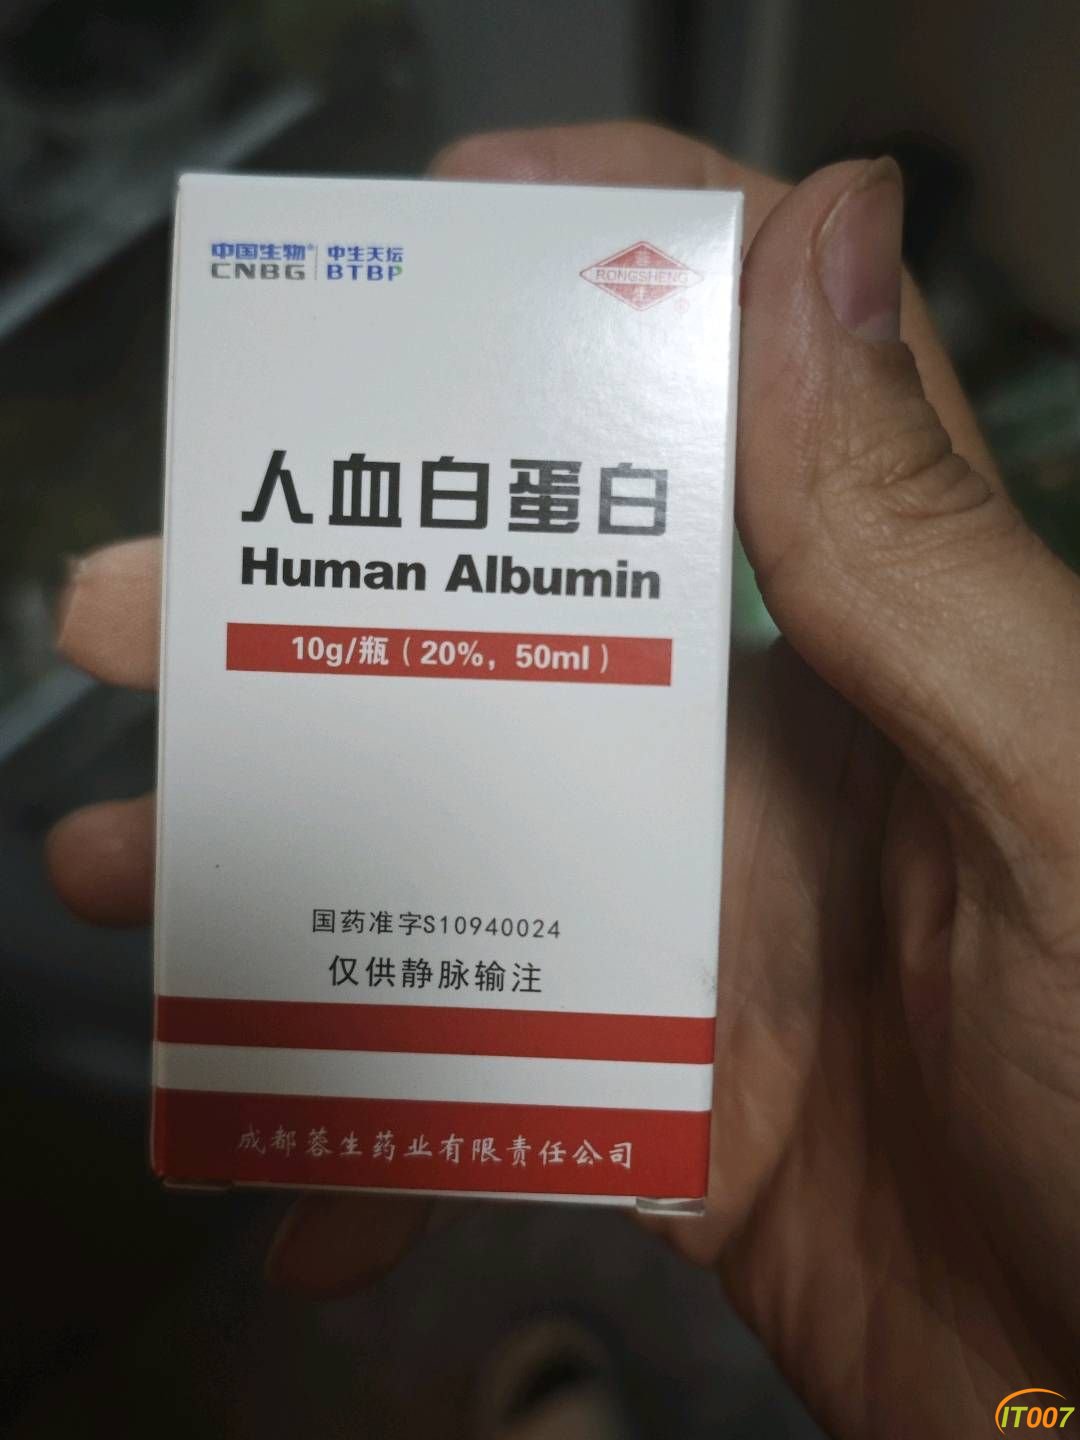 中国生物® 中生天坛
CNBG BTBP
RONGSHENG
®
人血白蛋白
Human Albumin
10g/瓶（20%，50ml）
国药准字S10940024
仅供静脉输注
成都蓉生药业有限责任公司
IT007